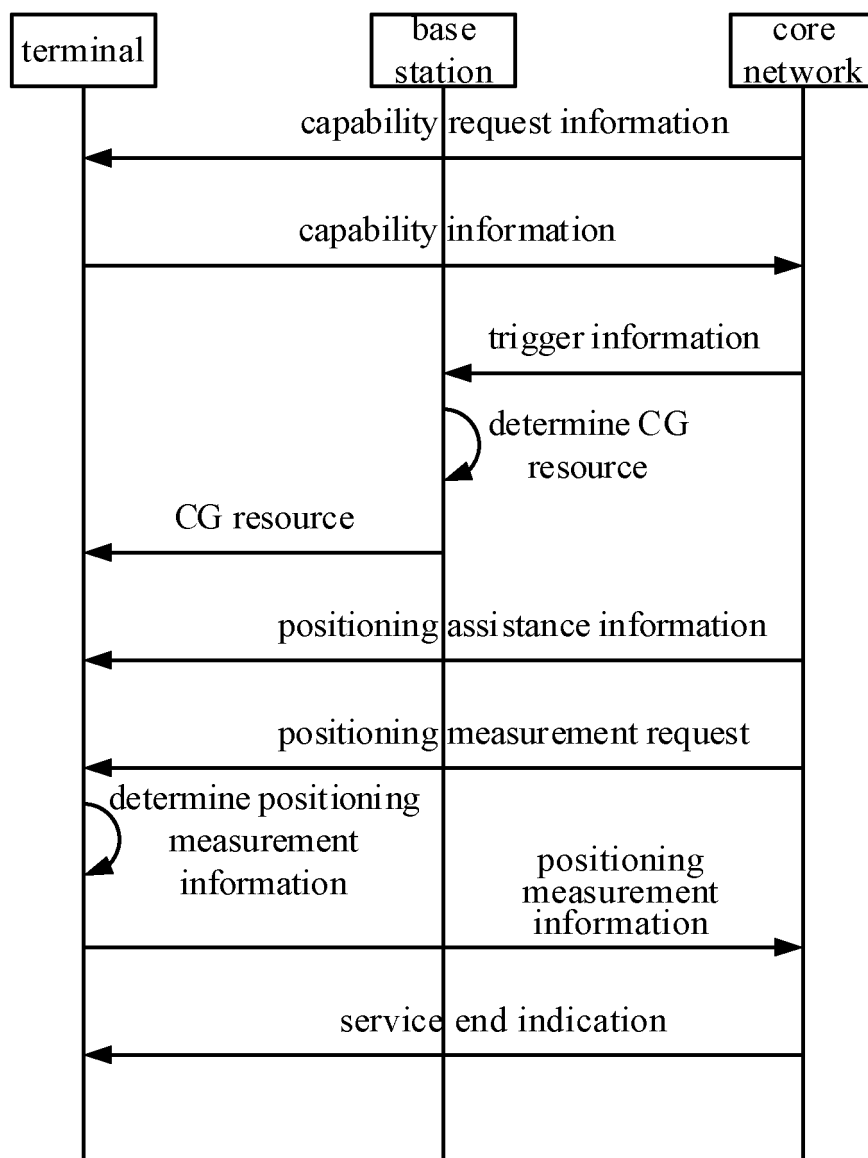 terminal
base
station
core
network
capability request information
capability information
trigger information
determine CG
resource
CG resource
positioning assistance information
positioning measurement request
determine positioning
measurement
information
positioning
measurement
information
service end indication